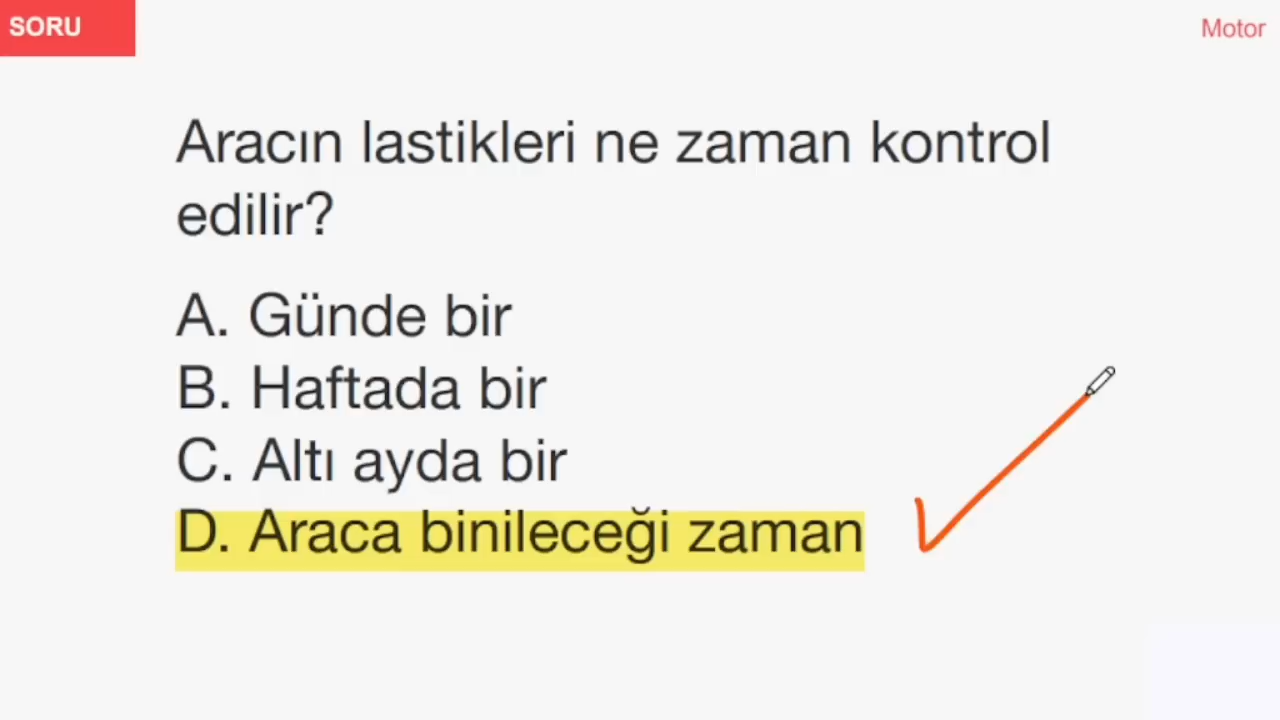 SORU
Motor
Aracın lastikleri ne zaman kontrol
edilir?
A. Günde bir
B. Haftada bir
C. Altı ayda bir
D. Araca binileceği zaman